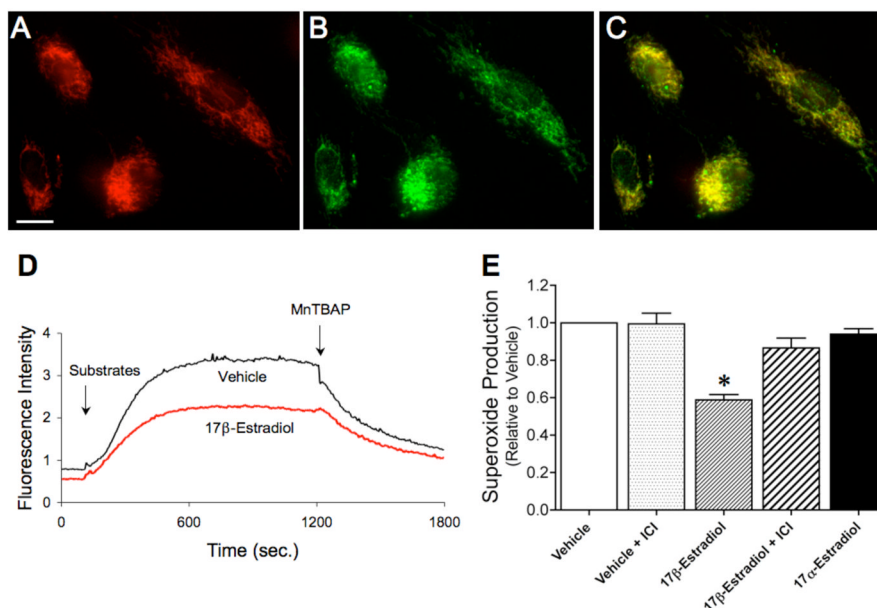 A
B
C
D
MnTBAP
Substrates
Vehicle
17β-Estradiol
Fluorescence Intensity
4
3
2
1
0
0 600 1200 1800
Time (sec.)
E
Superoxide Production
(Relative to Vehicle)
1.2
1.0
0.8
0.6
0.4
0.2
0.0
*
Vehicle
Vehicle + ICI
17β-Estradiol
17β-Estradiol + ICI
17α-Estradiol